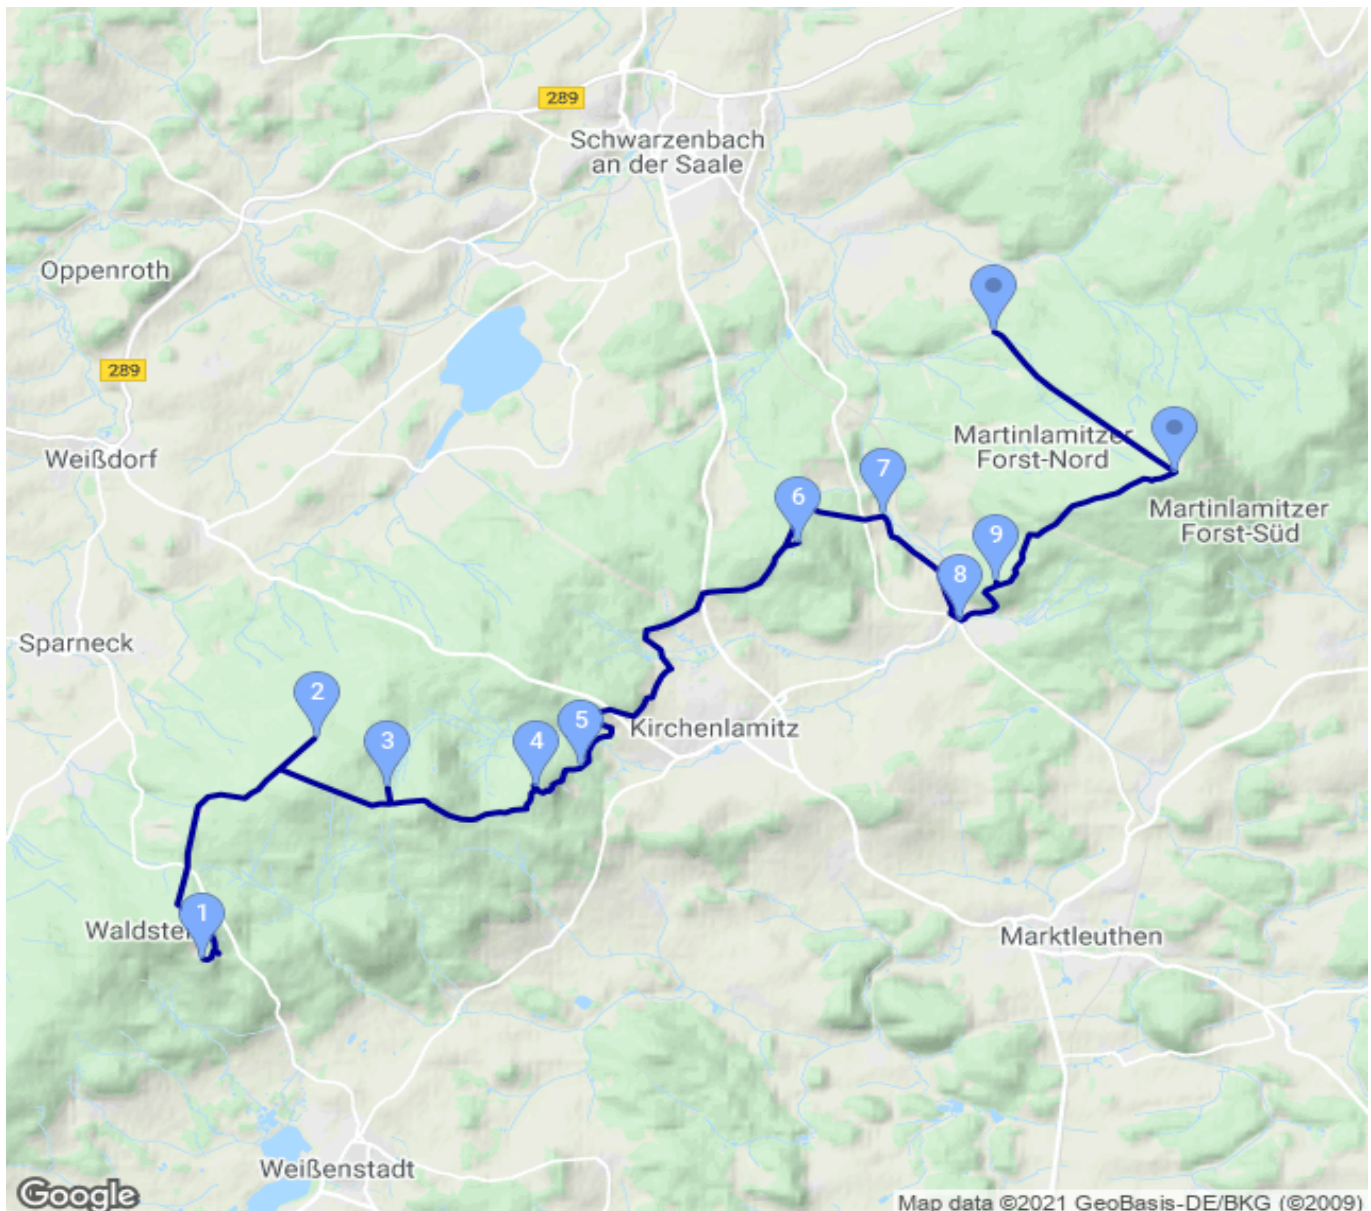 289
Schwarzenbach
an der Saale
Oppenroth
289
Weißdorf
Martinlamitzer
Forst-Nord
7
6
Martinlamitzer
Forst-Süd
9
8
Sparneck
2
3
4
5
Kirchenlamitz
1
Waldste
Marktleuthen
Weißenstadt
Google
Map data ©2021 GeoBasis-DE/BKG (©2009)